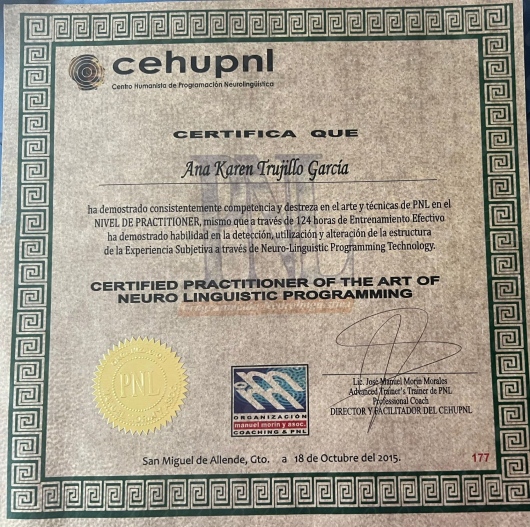 cehupnl
Centro Humanista de Programación Neurolingüística
CERTIFICA QUE
Ana Karen Trujillo García
ha demostrado consistentemente competencia y destreza en el arte y técnicas de PNL en el
NIVEL DE PRACTITIONER, mismo que a través de 124 horas de Entrenamiento Efectivo
ha demostrado habilidad en la detección, utilización y alteración de la estructura
de la Experiencia Subjetiva a través de Neuro-Linguistic Programming Technology.
CERTIFIED PRACTITIONER OF THE ART OF
NEURO LINGUISTIC PROGRAMMING
PNL
ORGANIZACIÓN
manuel morin y asoc.
COACHING & PNL
Lic. José Manuel Morin Morales
Advanced Trainer's Trainer de PNL
Professional Coach
DIRECTOR Y FACILITADOR DEL CEHUPNL
San Miguel de Allende, Gto. a 18 de Octubre del 2015.
177